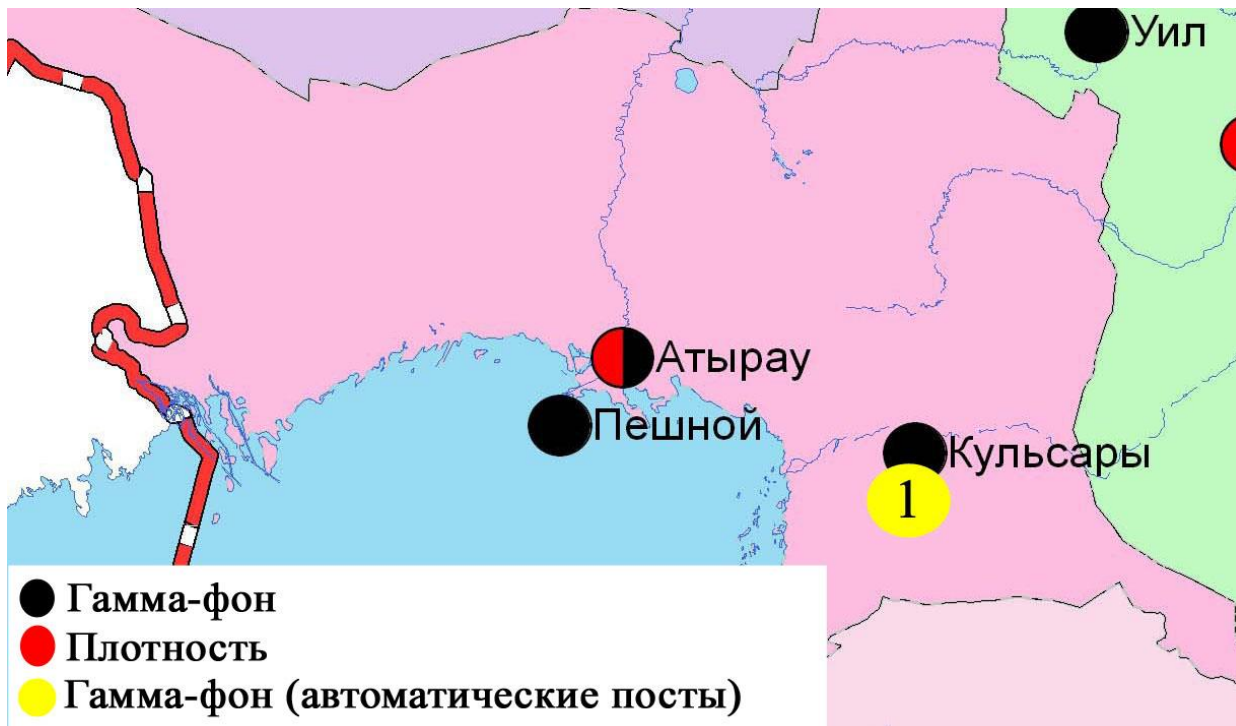 Уил
Атырау
Пешной
Кульсары
1
Гамма-фон
Плотность
Гамма-фон (автоматические посты)